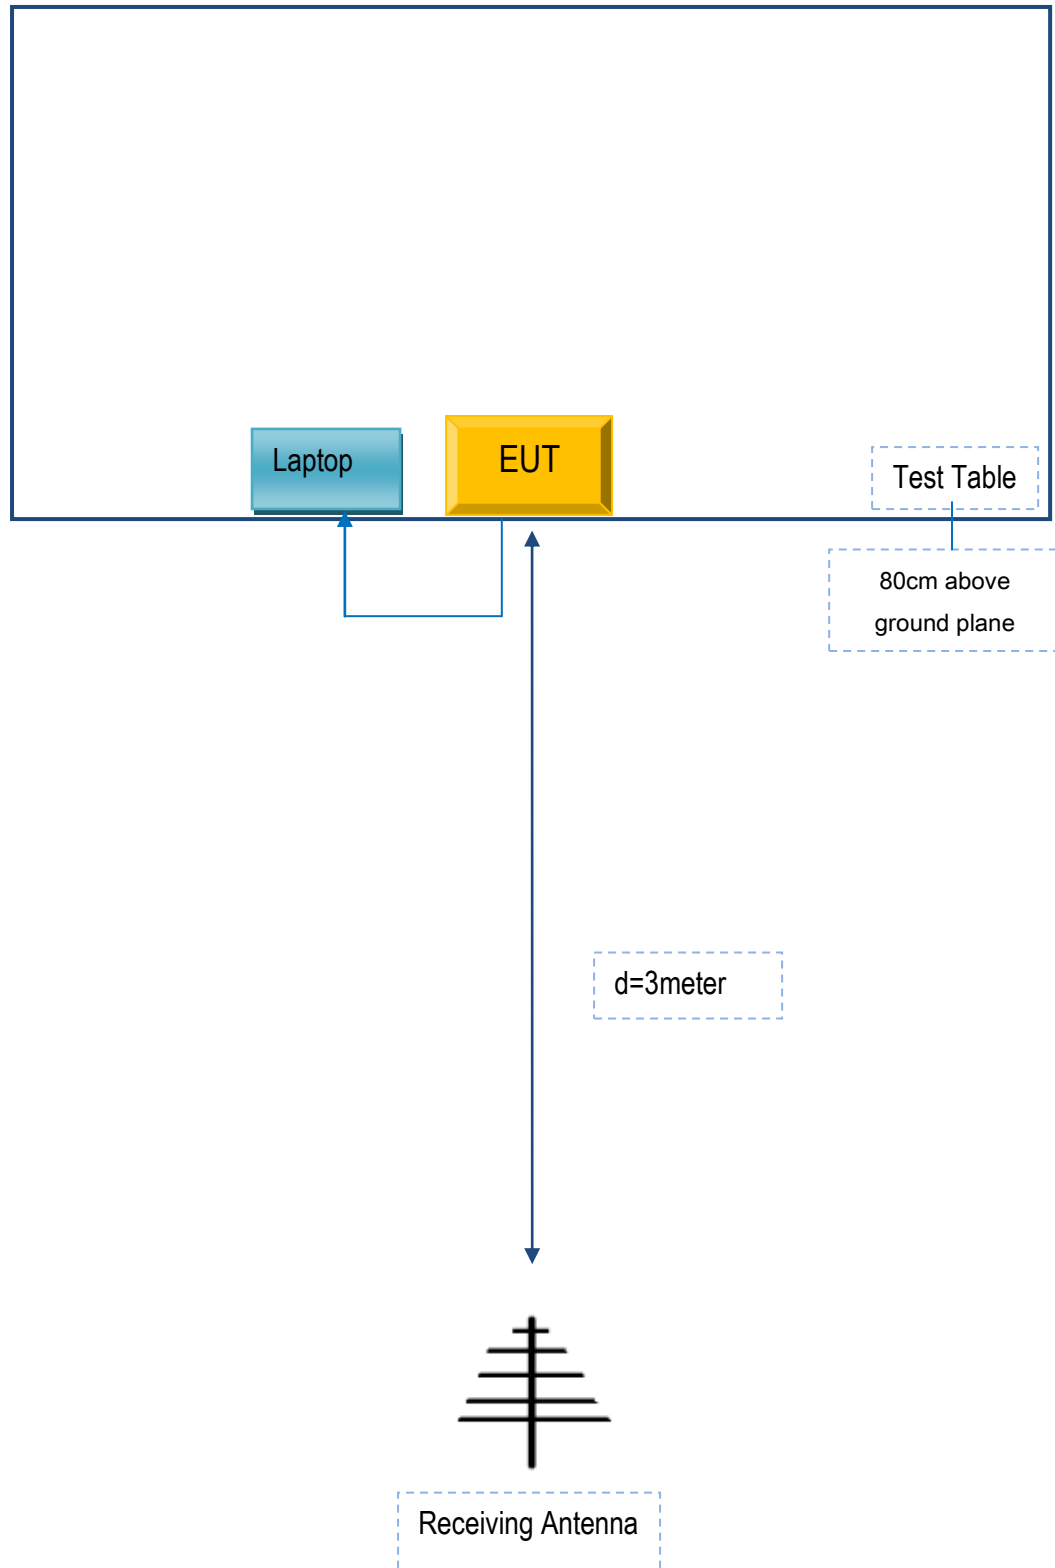 Laptop
EUT
Test Table
80cm above
ground plane
d=3meter
Receiving Antenna